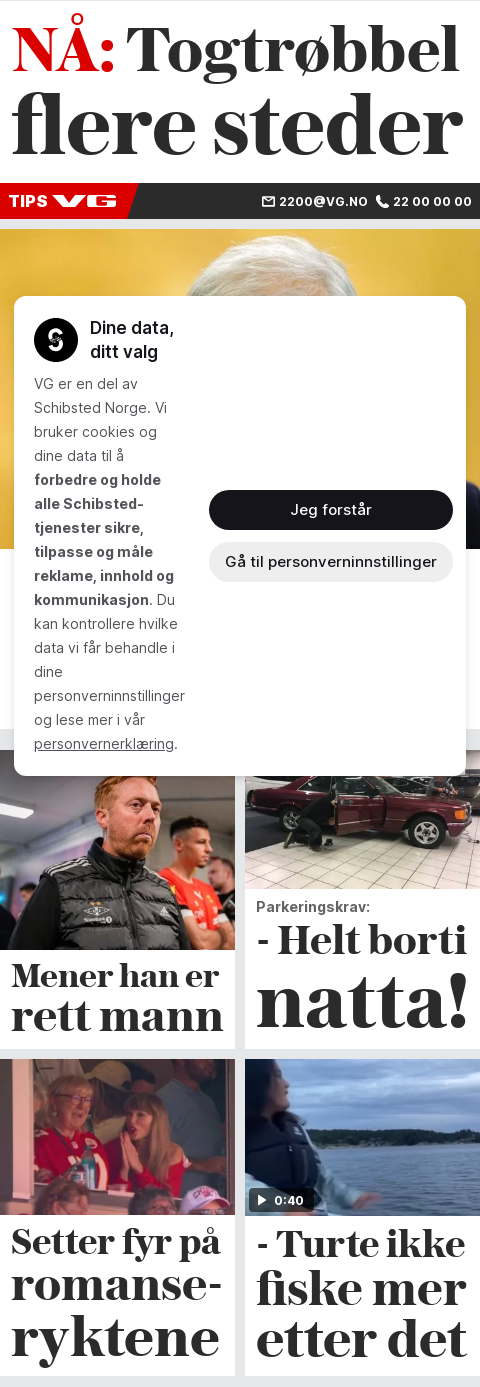 NÅ: Togtrøbbel
flere steder
TIPS VG
2200@VG.NO 22 00 00 00
Dine data,
ditt valg
VG er en del av
Schibsted Norge. Vi
bruker cookies og
dine data til å
forbedre og holde
alle Schibsted-
tjenester sikre,
tilpasse og måle
reklame, innhold og
kommunikasjon. Du
kan kontrollere hvilke
data vi får behandle i
dine
personverninnstillinger
og lese mer i vår
personvernerklæring.
Jeg forstår
Gå til personverninnstillinger
Mener han er
rett mann
Parkeringskrav:
- Helt borti
natta!
Setter fyr på
romanse-
ryktene
0:40
- Turte ikke
fiske mer
etter det